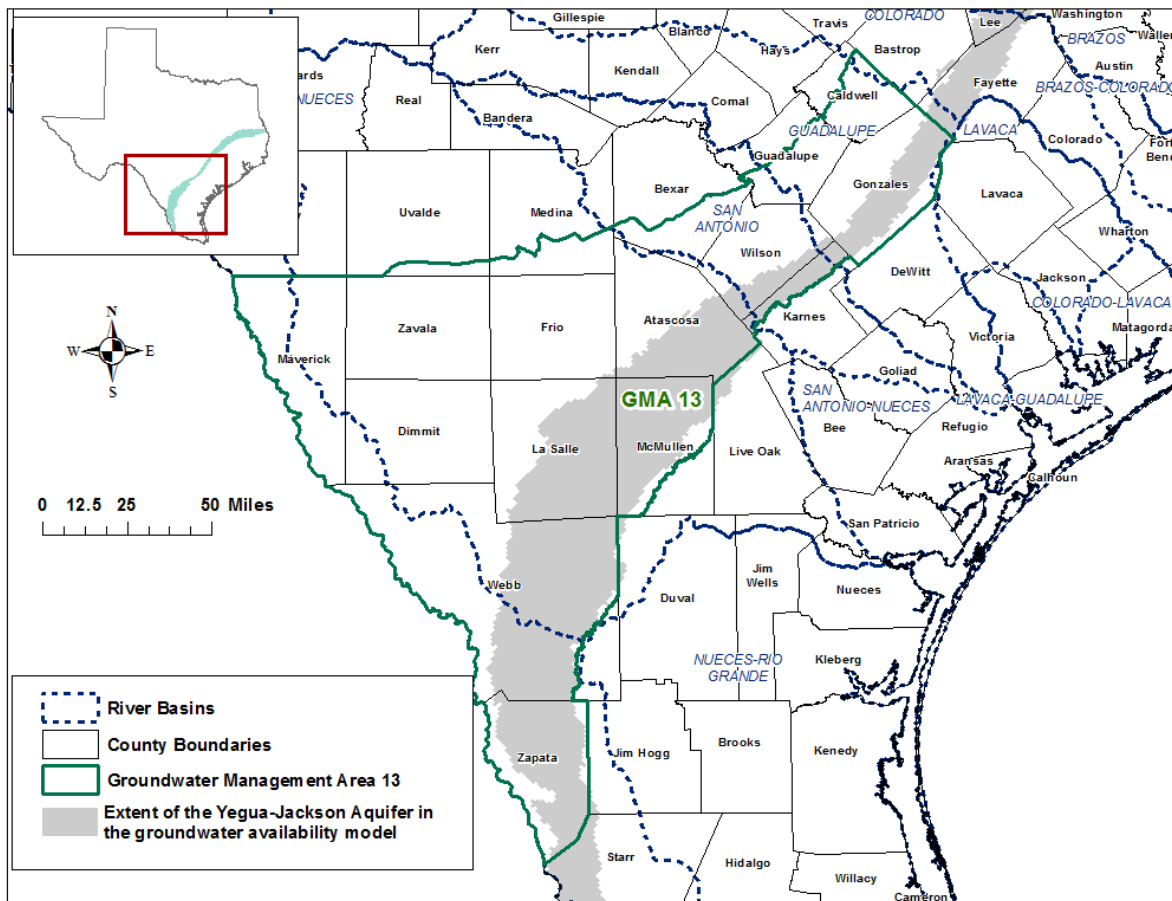 Gillespie
Travis
COLORADO
Lee
Washington
Blanco
Hays
Bastrop
BRAZOS
Waller
Kerr
Kendall
Austin
Fayette
BRAZOS-COLORADO
NUECES
Real
Comal
Caldwell
Bandera
GUADALUPE
LAVACA
Colorado
Guadalupe
Bexar
Gonzales
Lavaca
Uvalde
Medina
SAN
ANTONIO
Wilson
Wharton
DeWitt
Jackson
COLORADO-LAVACA
Matagorda
N
W
E
S
Maverick
Zavala
Frio
Atascosa
Karnes
Victoria
Goliad
GMA 13
SAN
ANTONIO-NUECES
LAVACA-GUADALUPE
Dimmit
La Salle
McMullen
Live Oak
Bee
Refugio
Aransas
Calhoun
0 12.5 25 50 Miles
San Patricio
Webb
Duval
Jim
Wells
Nueces
NUECES-RIO
GRANDE
Kleberg
River Basins
County Boundaries
Groundwater Management Area 13
Extent of the Yegua-Jackson Aquifer in
the groundwater availability model
Zapata
Jim Hogg
Brooks
Kenedy
Starr
Hidalgo
Willacy
Cameron